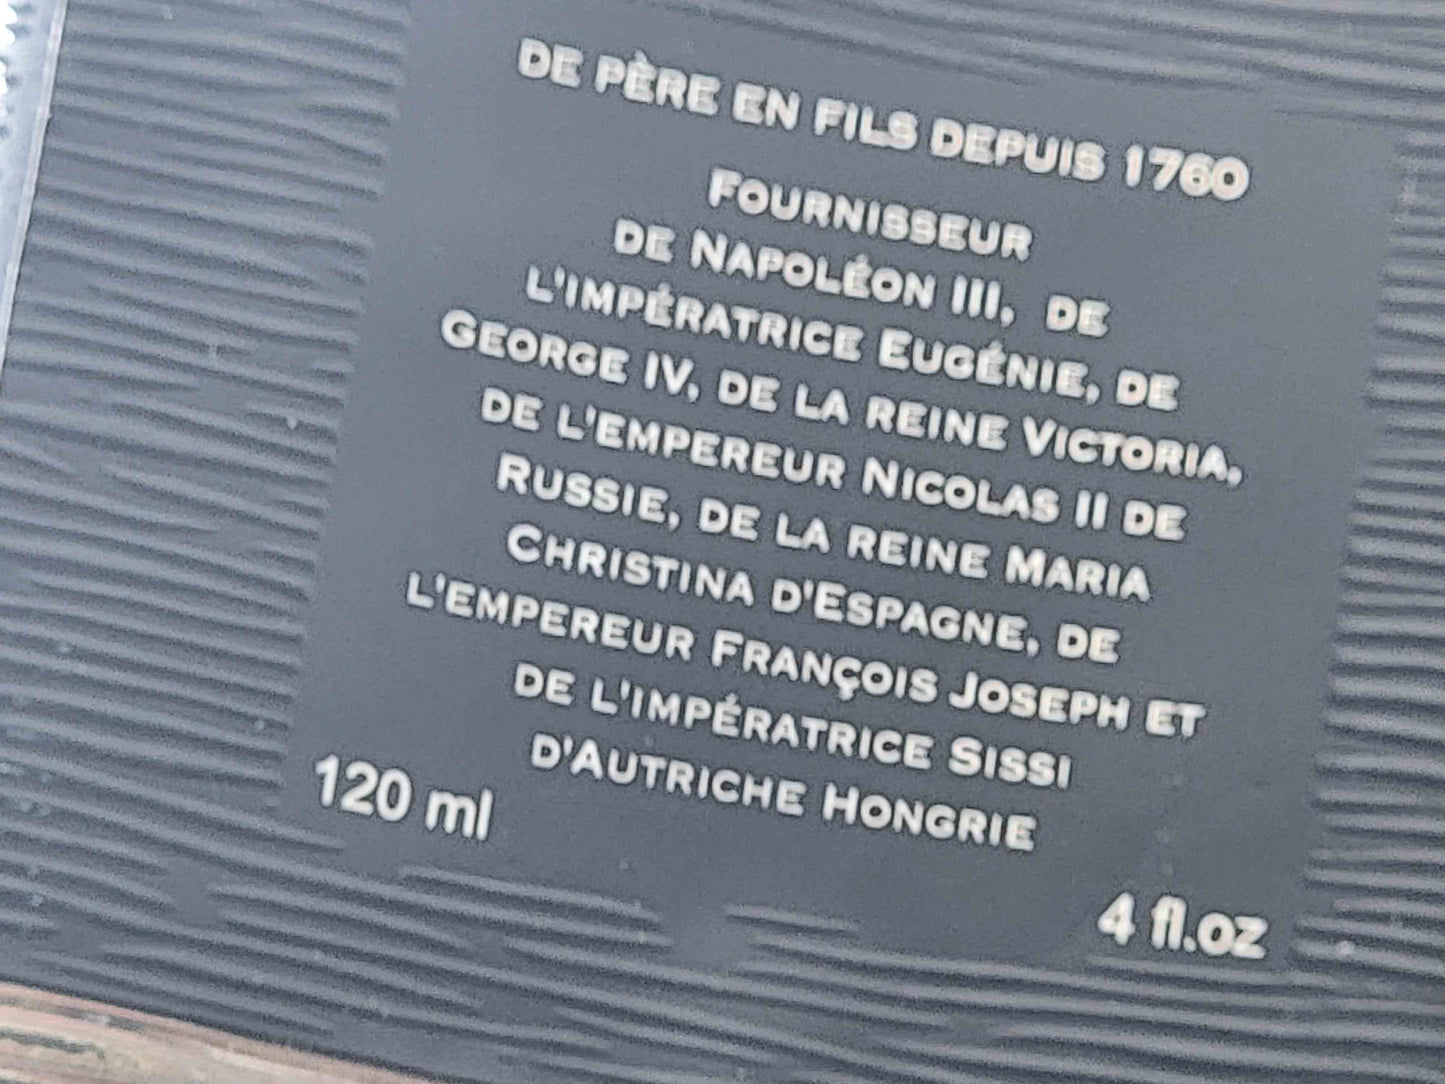 DE PÈRE EN FILS DEPUIS 1760
FOURNISSEUR
DE NAPOLÉON III, DE
L'IMPÉRATRICE EUGÉNIE, DE
GEORGE IV, DE LA REINE VICTORIA,
DE L'EMPEREUR NICOLAS II DE
RUSSIE, DE LA REINE MARIA
CHRISTINA D'ESPAGNE, DE
L'EMPEREUR FRANÇOIS JOSEPH ET
DE L'IMPÉRATRICE SISSI
D'AUTRICHE HONGRIE
120 ml
4 fl.oz